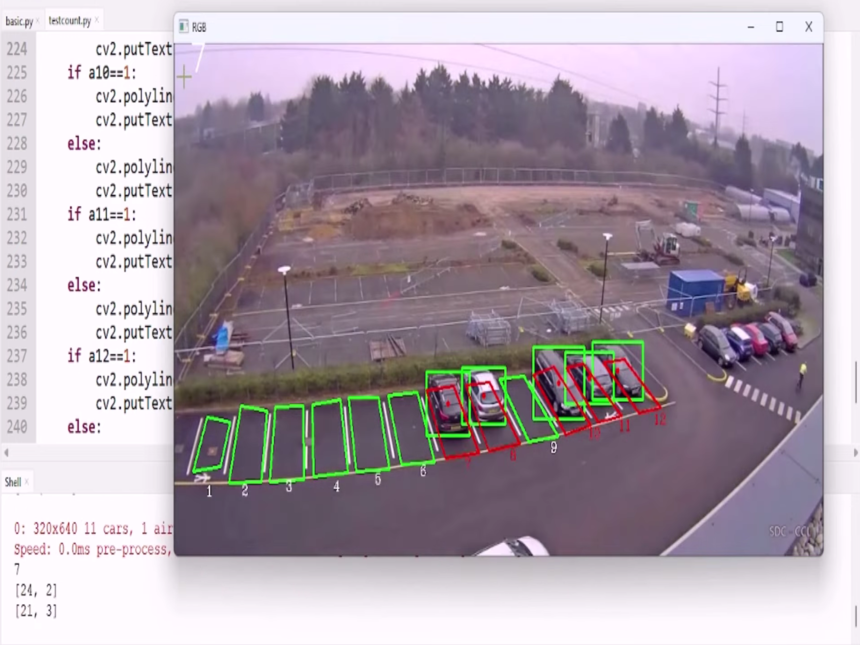 basic.py × testcount.py ×
RGB
7
224 cv2.putText
225 if a10==1:
226 cv2.polylin
227 cv2.putText
228 else:
229 cv2.polylin
230 cv2.putText
231 if a11==1:
232 cv2.polylin
233 cv2.putText
234 else:
235 cv2.polylin
236 cv2.putText
237 if a12==1:
238 cv2.polylin
239 cv2.putText
240 else:
1 2 3 4 5 6 7 8 9 10 11 12
Shell ×
0: 320x640 11 cars, 1 air
Speed: 0.0ms pre-process,
7
[24, 2]
[21, 3]